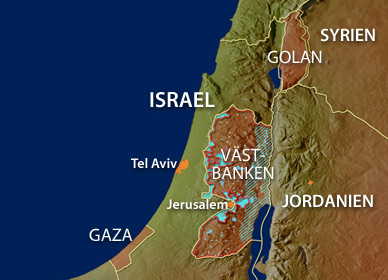 SYRIEN
GOLAN
ISRAEL
Tel Aviv
VÄST-
BANKEN
Jerusalem
JORDANIEN
GAZA